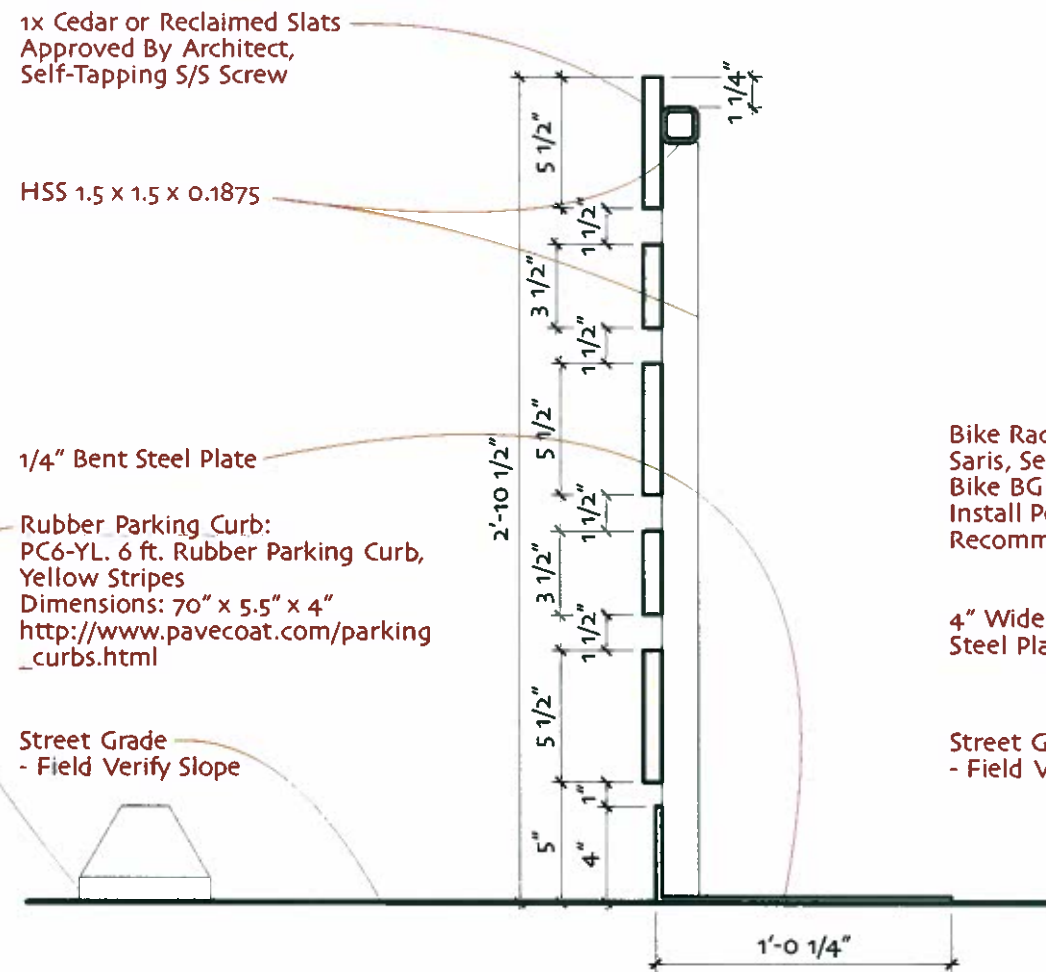 1x Cedar or Reclaimed Slats
Approved By Architect,
Self-Tapping S/S Screw
HSS 1.5 x 1.5 x 0.1875
1/4" Bent Steel Plate
Rubber Parking Curb:
PC6-YL. 6 ft. Rubber Parking Curb,
Yellow Stripes
Dimensions: 70" x 5.5" x 4"
http://www.pavecoat.com/parking
_curbs.html
Street Grade
- Field Verify Slope
2'-10 1/2"
5 1/2"
1 1/2"
3 1/2"
1 1/2"
5 1/2"
1 1/2"
3 1/2"
1 1/2"
5 1/2"
1"
5"
4"
1 1/4"
1'-0 1/4"
Bike Rac
Saris, Se
Bike BG
Install Pe
Recomm
4" Wide
Steel Pla
Street G
- Field V